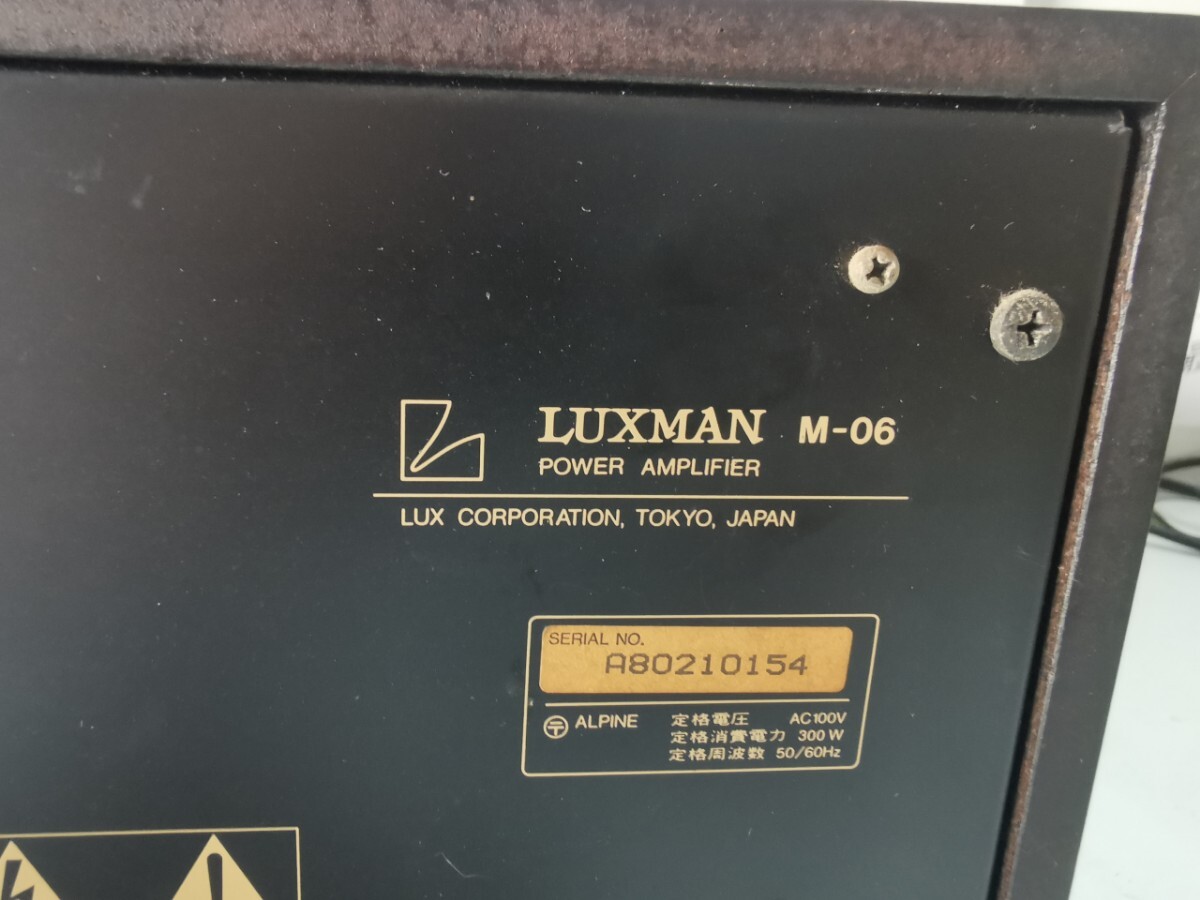 LUXMAN M-06
POWER AMPLIFIER
LUX CORPORATION, TOKYO, JAPAN
SERIAL NO.
A80210154
ALPINE 定格電圧 AC100V
定格消費電力 300W
定格周波数 50/60Hz